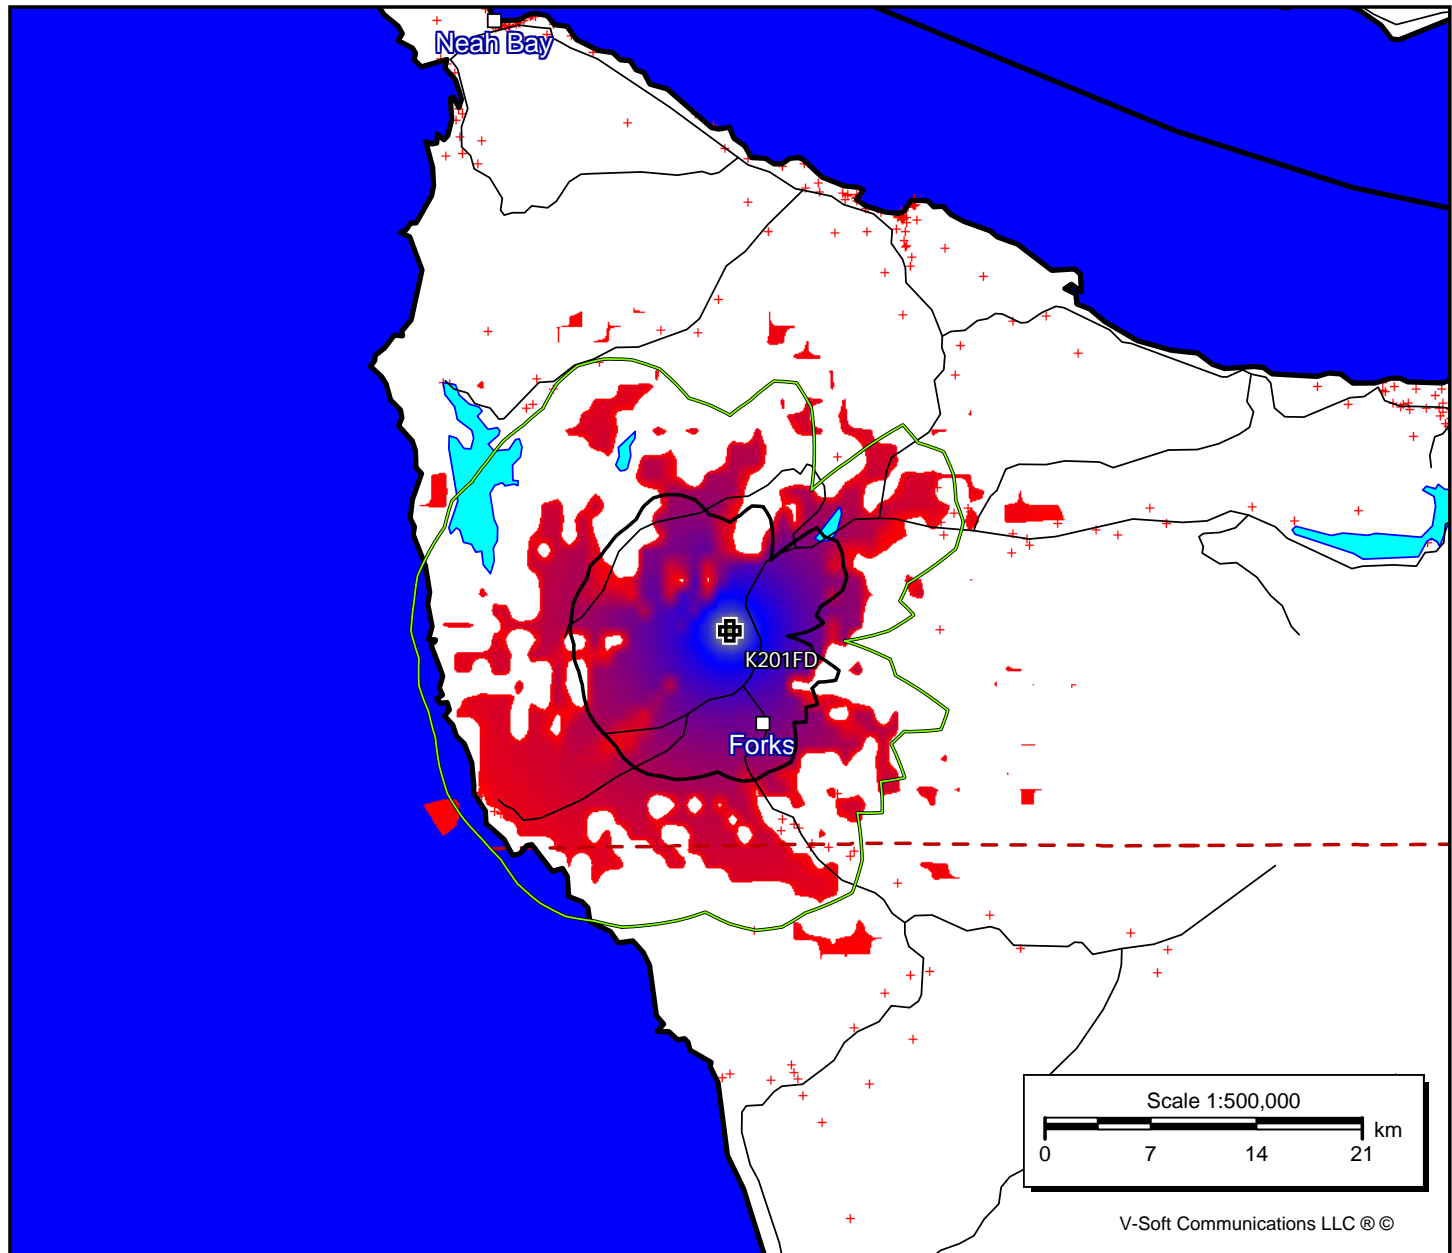 Neah Bay
K201FD
Forks
Scale 1:500,000
km
0 7 14 21
V-Soft Communications LLC ® ©